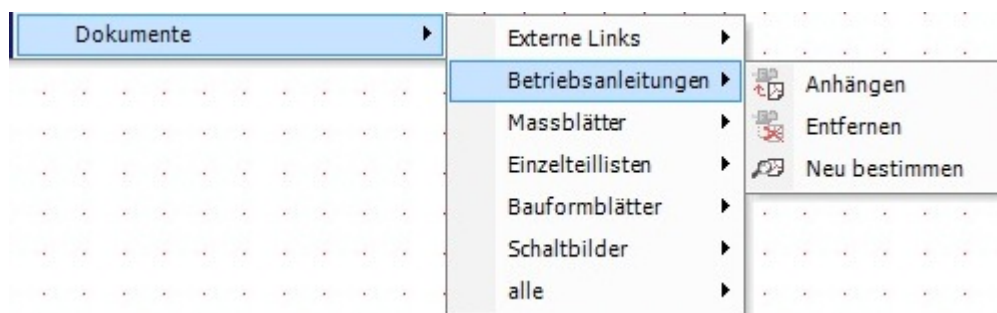 Dokumente
Externe Links
Betriebsanleitungen
Massblätter
Einzelteillisten
Bauformblätter
Schaltbilder
alle
Anhängen
Entfernen
Neu bestimmen